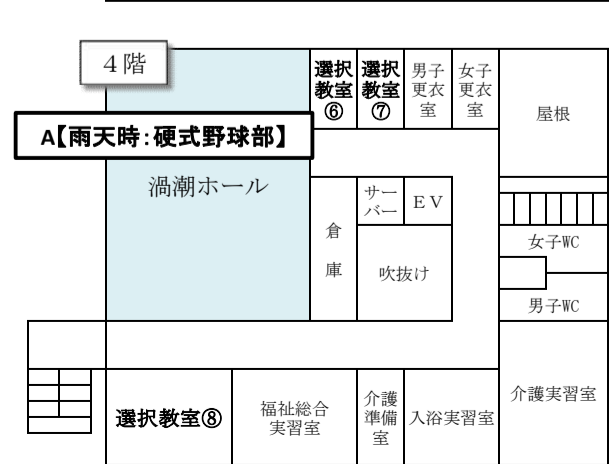 4階
選択
教室
⑥
選択
教室
⑦
男子
更衣
室
女子
更衣
室
屋根
A【雨天時:硬式野球部】
渦潮ホール
サー
バー
EV
倉
庫
吹抜け
女子WC
男子WC
選択教室⑧
福祉総合
実習室
介護
準備
室
入浴実習室
介護実習室